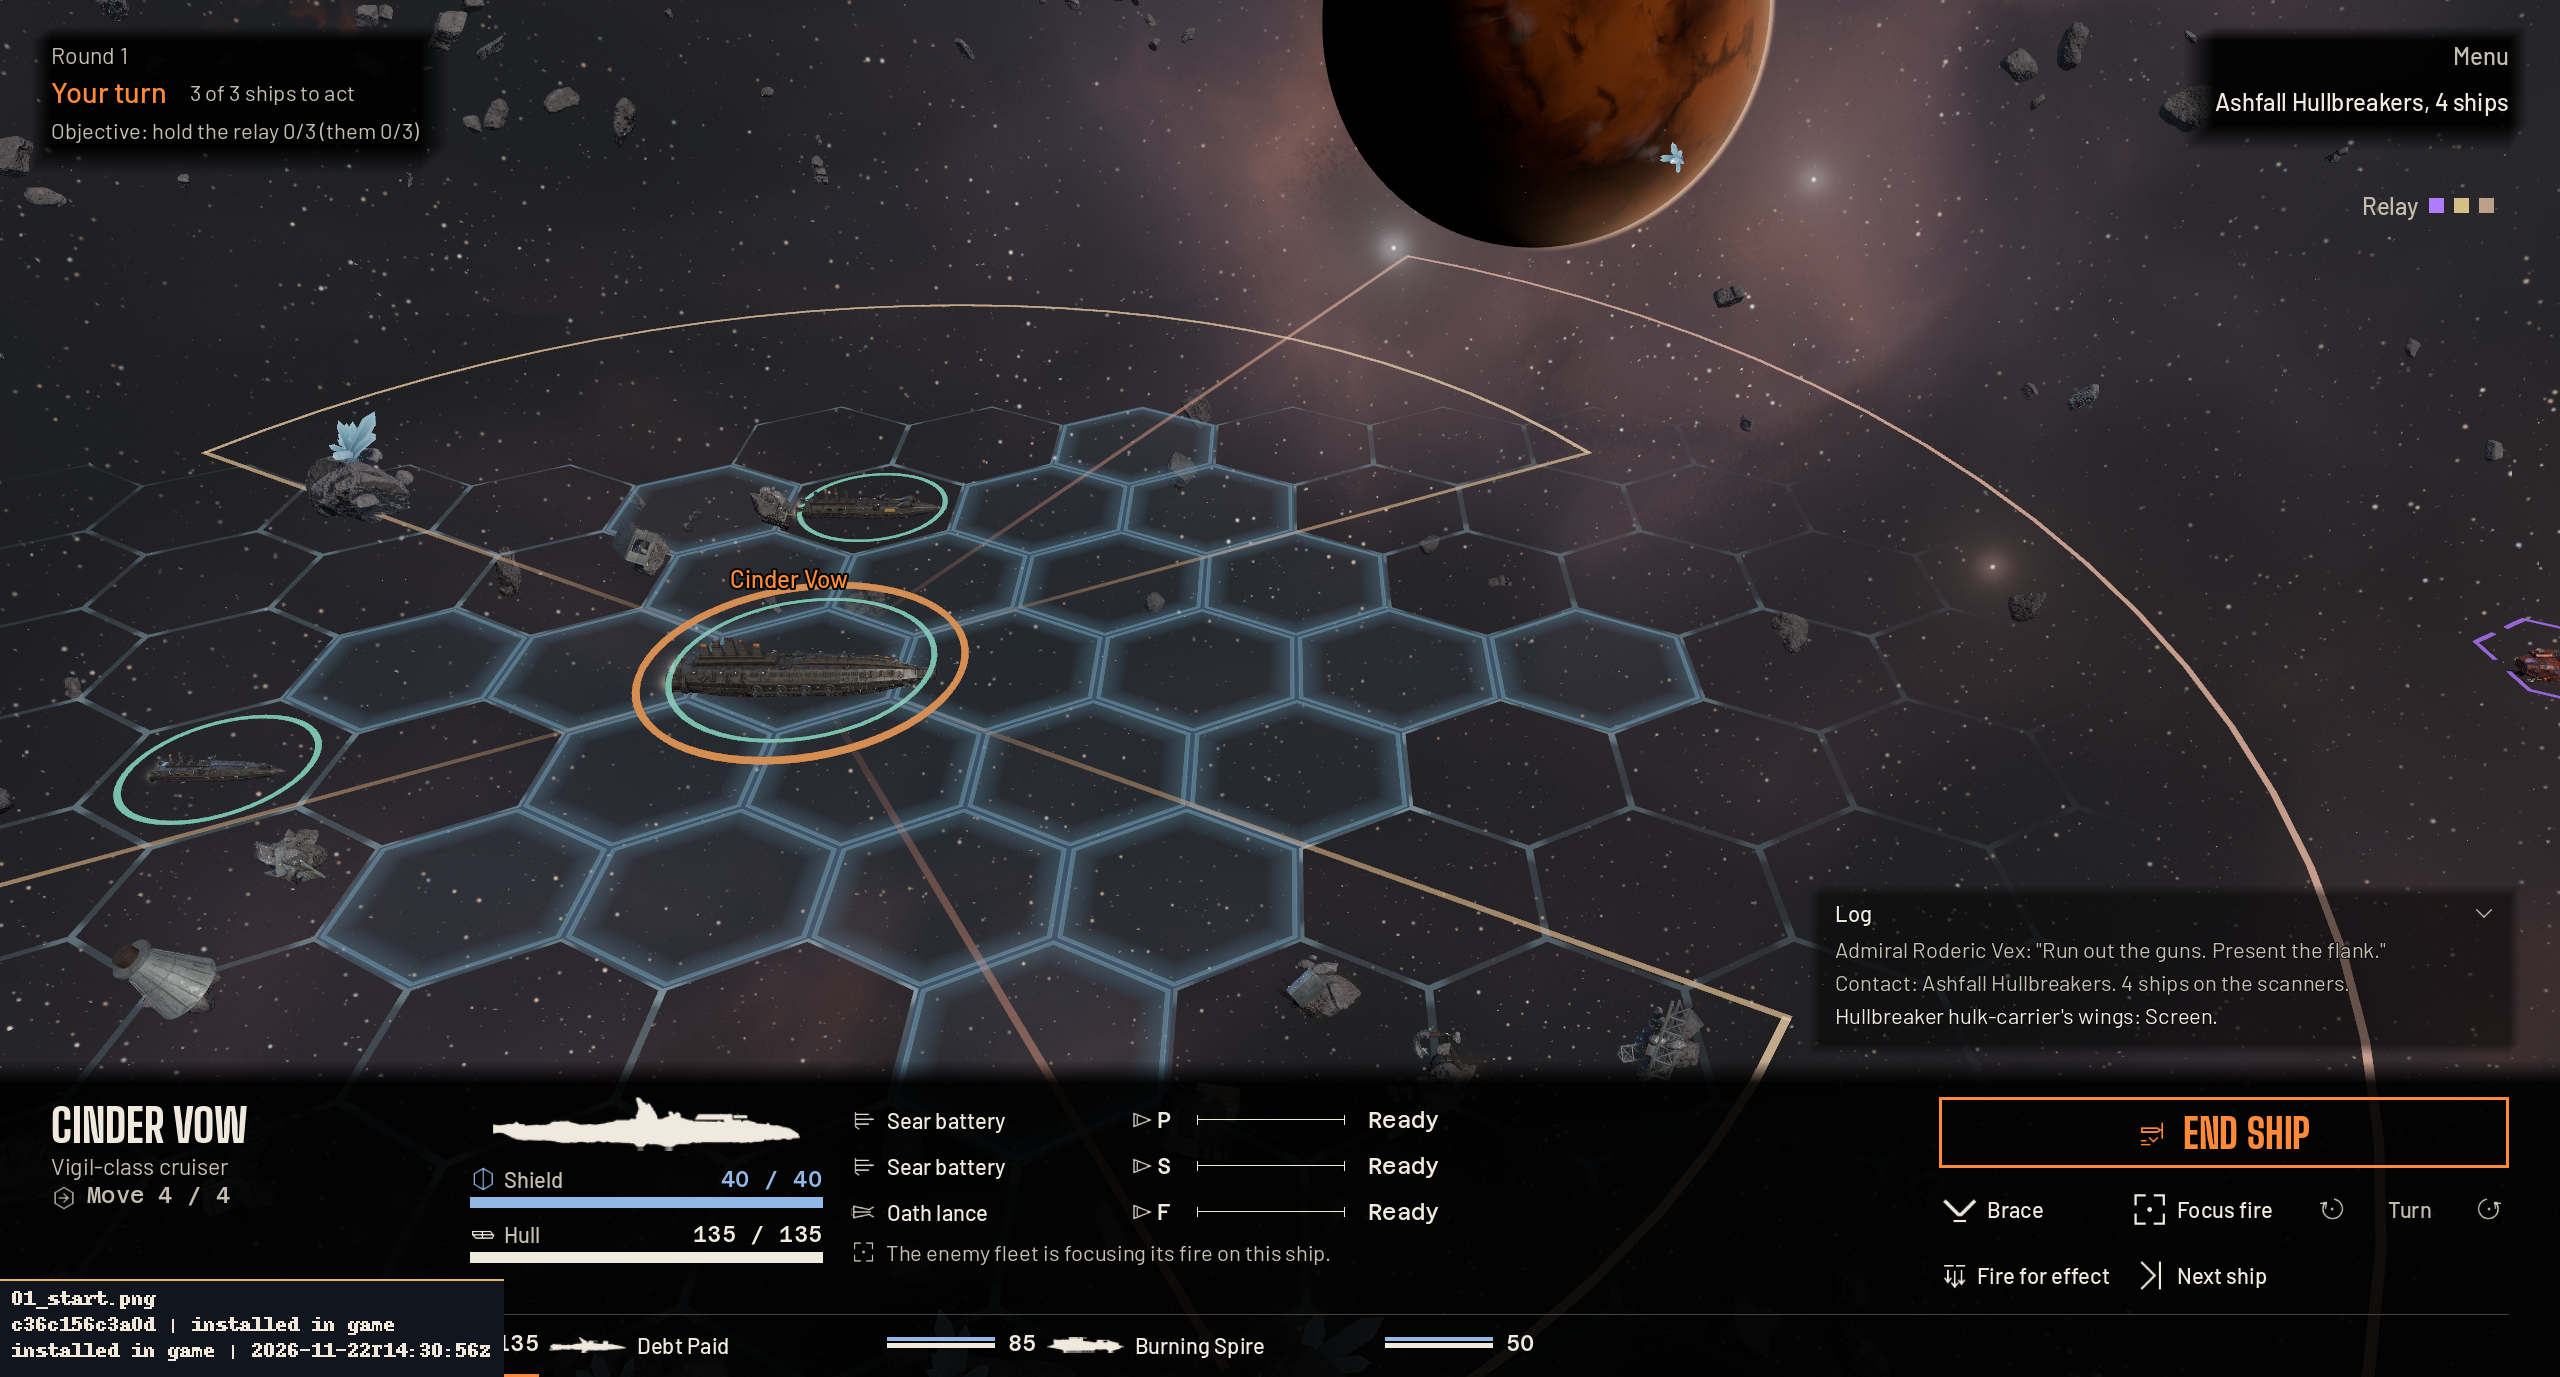 Round 1
Your turn 3 of 3 ships to act
Objective: hold the relay 0/3 (them 0/3)
Menu
Ashfall Hullbreakers, 4 ships
Relay
Cinder Vow
Log
Admiral Roderic Vex: "Run out the guns. Present the flank."
Contact: Ashfall Hullbreakers. 4 ships on the scanners.
Hullbreaker hulk-carrier's wings: Screen.
CINDER VOW
Vigil-class cruiser
Move 4 / 4
Shield 40 / 40
Hull 135 / 135
Sear battery P Ready
Sear battery S Ready
Oath lance F Ready
The enemy fleet is focusing its fire on this ship.
END SHIP
Brace Focus fire Turn
Fire for effect Next ship
01_start.png
c36c156c3a0d | installed in game
installed in game | 2026-11-22T14:30:56Z
135 Debt Paid 85 Burning Spire 50